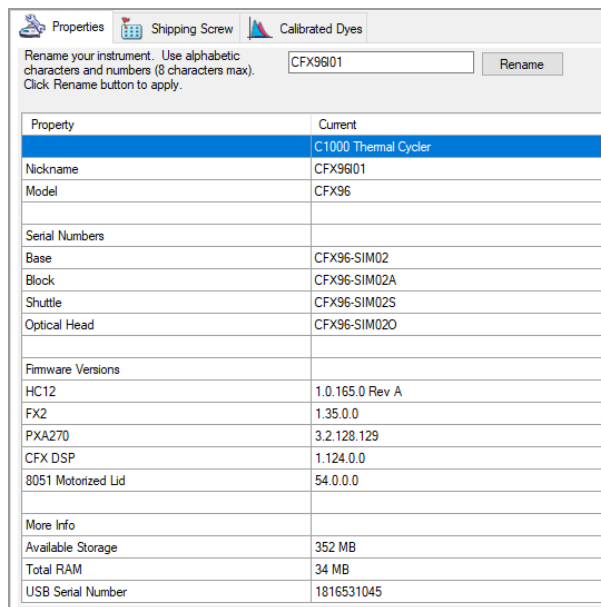 Properties Shipping Screw Calibrated Dyes
Rename your instrument. Use alphabetic
characters and numbers (8 characters max).
Click Rename button to apply.
CFX96I01 Rename
Property Current
C1000 Thermal Cycler
Nickname CFX96I01
Model CFX96
Serial Numbers
Base CFX96-SIM02
Block CFX96-SIM02A
Shuttle CFX96-SIM02S
Optical Head CFX96-SIM02O
Firmware Versions
HC12 1.0.165.0 Rev A
FX2 1.35.0.0
PXA270 3.2.128.129
CFX DSP 1.124.0.0
8051 Motorized Lid 54.0.0.0
More Info
Available Storage 352 MB
Total RAM 34 MB
USB Serial Number 1816531045